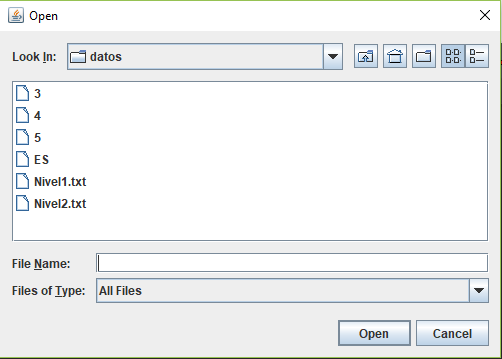 Open
Look In: datos
3
4
5
ES
Nivel1.txt
Nivel2.txt
File Name:
Files of Type: All Files
Open Cancel